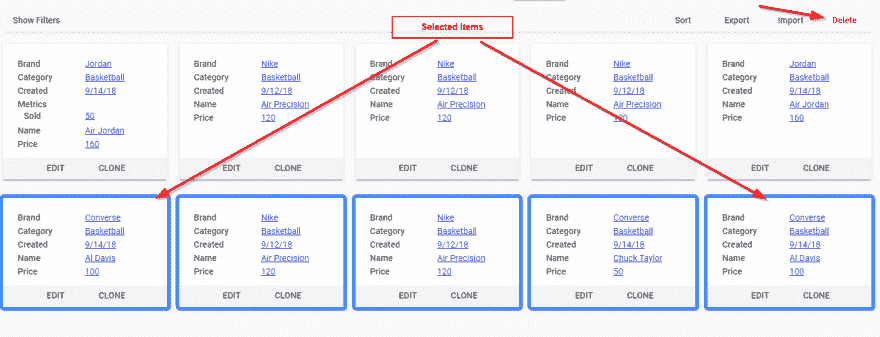 Show Filters Selected Items Sort Export Import Delete
Brand Jordan Brand Nike Brand Nike Brand Nike Brand Jordan
Category Basketball Category Basketball Category Basketball Category Basketball Category Basketball
Created 9/14/18 Created 9/12/18 Created 9/12/18 Created 9/12/18 Created 9/14/18
Metrics Name Air Precision Name Air Precision Name Air Precision Name Air Jordan
Sold 50 Price 120 Price 120 Price 120 Price 160
Name Air Jordan
Price 160
EDIT CLONE EDIT CLONE EDIT CLONE EDIT CLONE EDIT CLONE
Brand Converse Brand Nike Brand Nike Brand Converse Brand Converse
Category Basketball Category Basketball Category Basketball Category Basketball Category Basketball
Created 9/14/18 Created 9/12/18 Created 9/12/18 Created 9/14/18 Created 9/14/18
Name Al Davis Name Air Precision Name Air Precision Name Chuck Taylor Name Al Davis
Price 100 Price 120 Price 120 Price 50 Price 100
EDIT CLONE EDIT CLONE EDIT CLONE EDIT CLONE EDIT CLONE